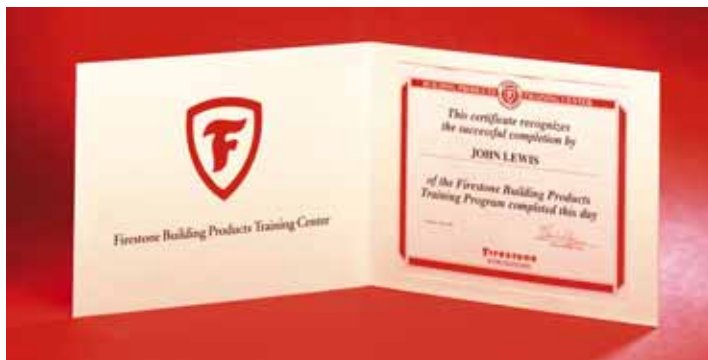 F
Firestone Building Products Training Center
BUILDING PRODUCTS F TRAINING CENTER
This certificate recognizes
the successful completion by
JOHN LEWIS
of the Firestone Building Products
Training Program completed this day
Firestone